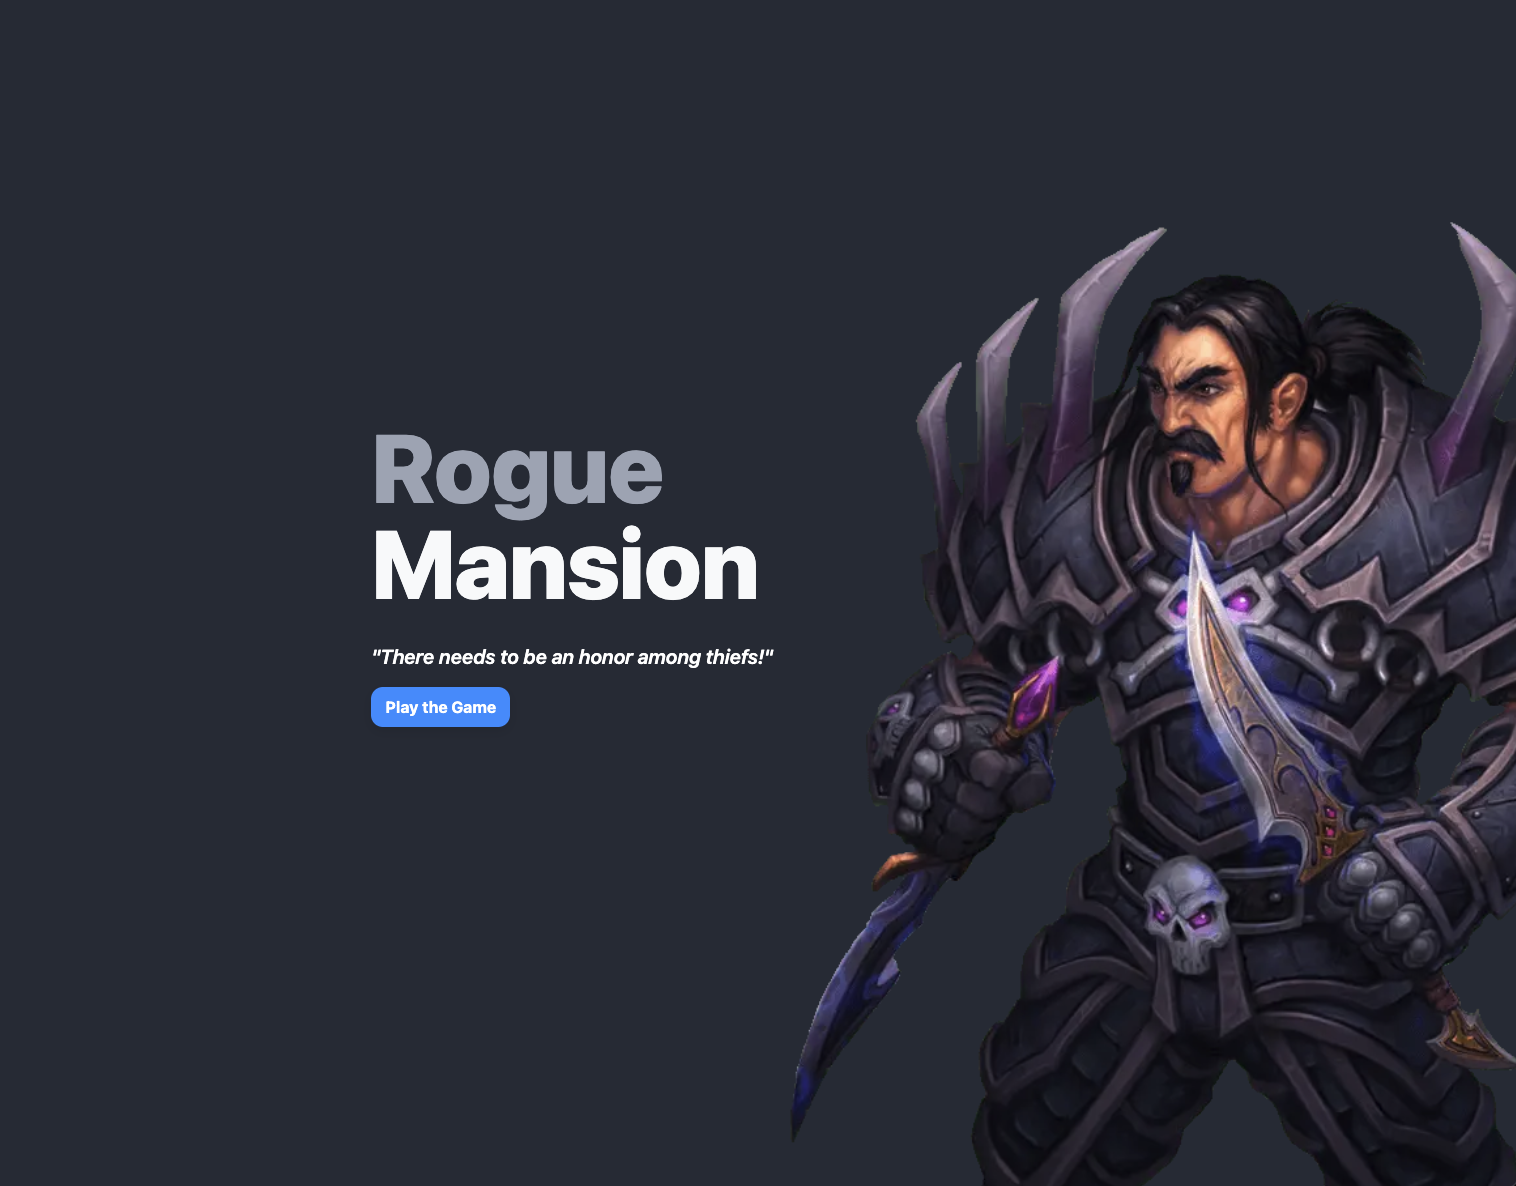 Rogue
Mansion
"There needs to be an honor among thiefs!"
Play the Game